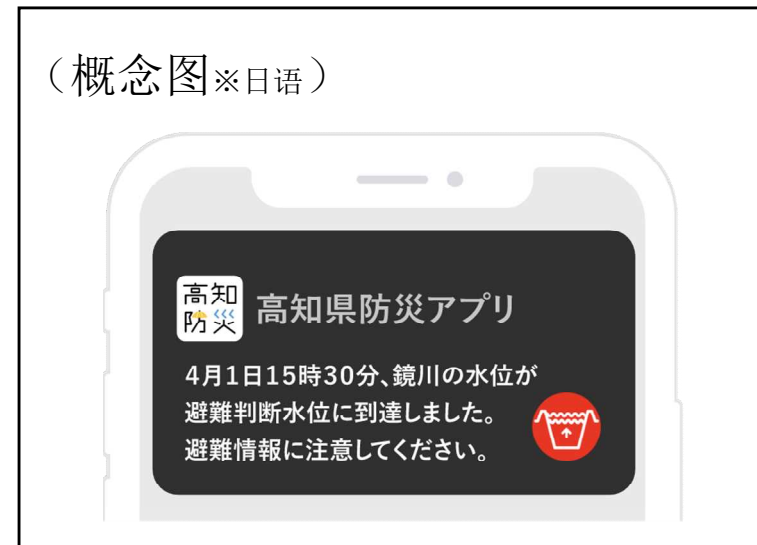 （概念图※日语）
高知
防災
高知県防災アプリ
4月1日15時30分、鏡川の水位が
避難判断水位に到達しました。
避難情報に注意してください。